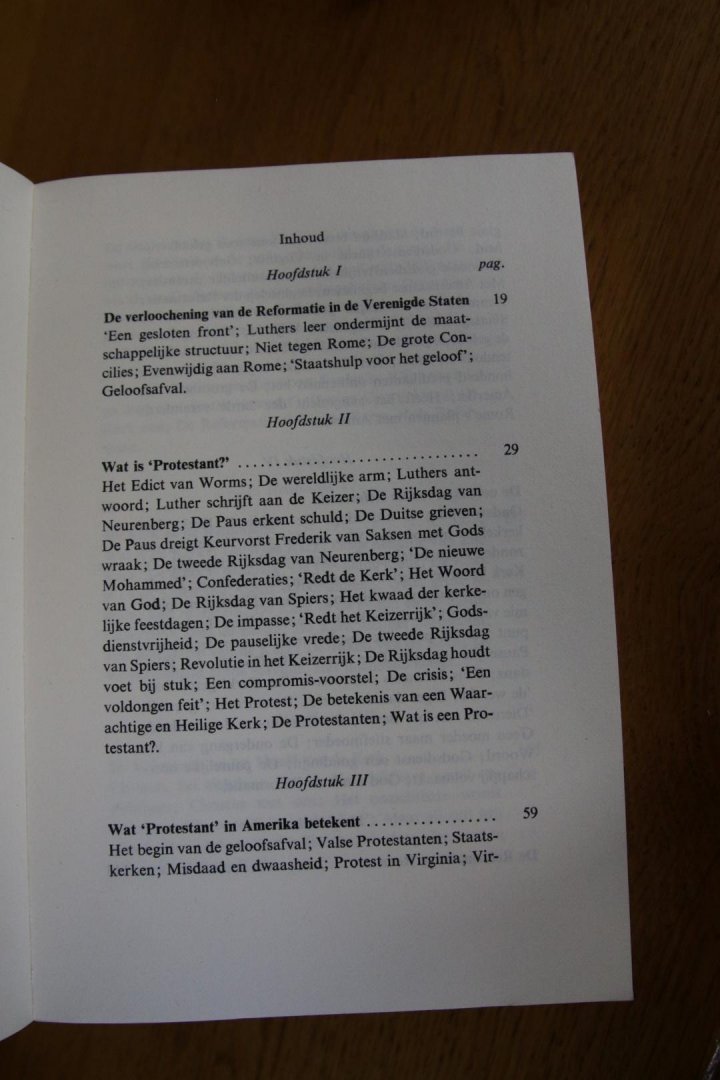 Inhoud
Hoofdstuk I pag.
De verloochening van de Reformatie in de Verenigde Staten 19
‘Een gesloten front’; Luthers leer ondermijnt de maat-
schappelijke structuur; Niet tegen Rome; De grote Con-
cilies; Evenwijdig aan Rome; ‘Staatshulp voor het geloof’;
Geloofsafval.
Hoofdstuk II
Wat is ‘Protestant?’ ................................ 29
Het Edict van Worms; De wereldlijke arm; Luthers ant-
woord; Luther schrijft aan de Keizer; De Rijksdag van
Neurenberg; De Paus erkent schuld; De Duitse grieven;
De Paus dreigt Keurvorst Frederik van Saksen met Gods
wraak; De tweede Rijksdag van Neurenberg; ‘De nieuwe
Mohammed’; Confederaties; ‘Redt de Kerk’; Het Woord
van God; De Rijksdag van Spiers; Het kwaad der kerke-
lijke feestdagen; De impasse; ‘Redt het Keizerrijk’; Gods-
dienstvrijheid; De pauselijke vrede; De tweede Rijksdag
van Spiers; Revolutie in het Keizerrijk; De Rijksdag houdt
voet bij stuk; Een compromis-voorstel; De crisis; ‘Een
voldongen feit’; Het Protest; De betekenis van een Waar-
achtige en Heilige Kerk; De Protestanten; Wat is een Pro-
testant?.
Hoofdstuk III
Wat ‘Protestant’ in Amerika betekent ................. 59
Het begin van de geloofsafval; Valse Protestanten; Staats-
kerken; Misdaad en dwaasheid; Protest in Virginia; Vir-